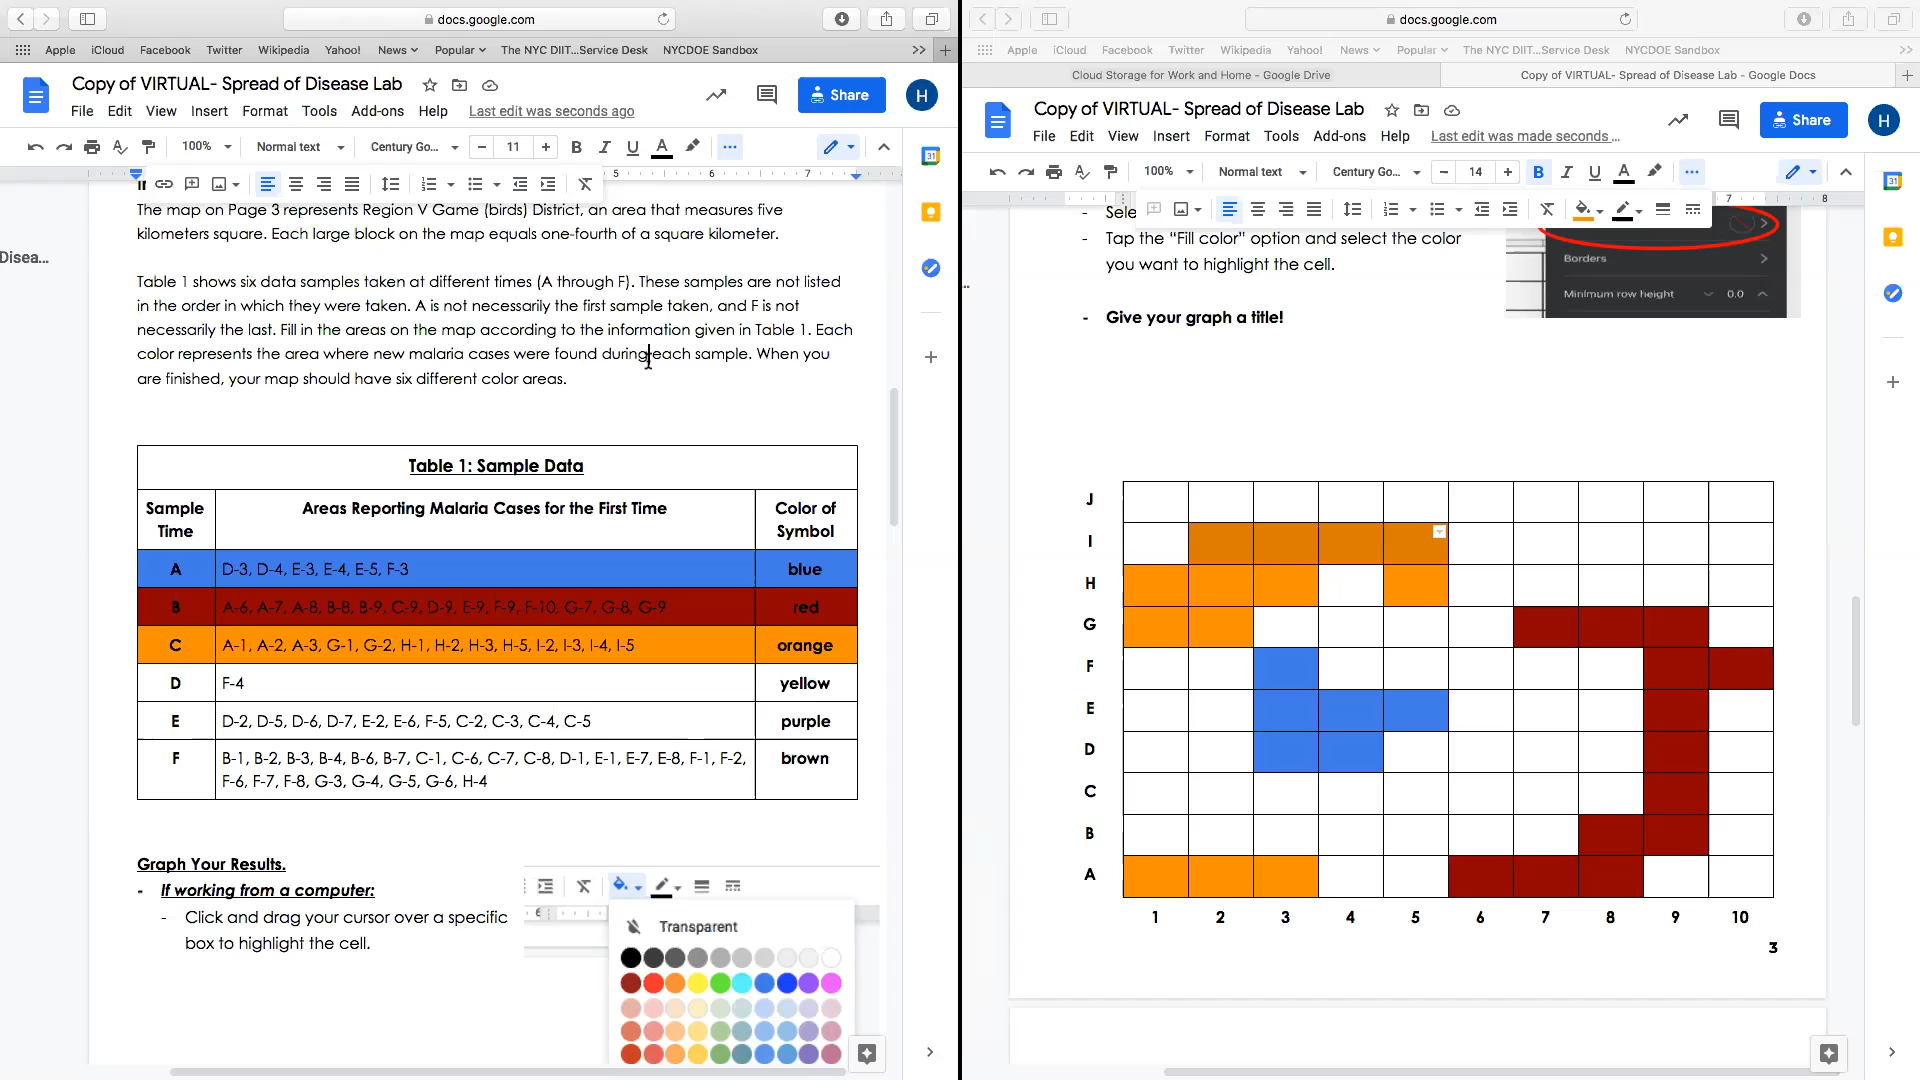 docs.google.com
Apple iCloud Facebook Twitter Wikipedia Yahoo! News Popular The NYC DIIT...Service Desk NYCDOE Sandbox
Copy of VIRTUAL- Spread of Disease Lab
Share
H
File Edit View Insert Format Tools Add-ons Help Last edit was seconds ago
100% Normal text Century Go... 11 B I U A
31
5 6 7
The map on Page 3 represents Region V Game (birds) District, an area that measures five
kilometers square. Each large block on the map equals one-fourth of a square kilometer.
Disea...
Table 1 shows six data samples taken at different times (A through F). These samples are not listed
in the order in which they were taken. A is not necessarily the first sample taken, and F is not
necessarily the last. Fill in the areas on the map according to the information given in Table 1. Each
color represents the area where new malaria cases were found during each sample. When you
are finished, your map should have six different color areas.
Table 1: Sample Data
Sample Time Areas Reporting Malaria Cases for the First Time Color of Symbol
A D-3, D-4, E-3, E-4, E-5, F-3 blue
B A-6, A-7, A-8, B-8, B-9, C-9, D-9, E-9, F-9, F-10, G-7, G-8, G-9 red
C A-1, A-2, A-3, G-1, G-2, H-1, H-2, H-3, H-5, I-2, I-3, I-4, I-5 orange
D F-4 yellow
E D-2, D-5, D-6, D-7, E-2, E-6, F-5, C-2, C-3, C-4, C-5 purple
F B-1, B-2, B-3, B-4, B-6, B-7, C-1, C-6, C-7, C-8, D-1, E-1, E-7, E-8, F-1, F-2, brown
F-6, F-7, F-8, G-3, G-4, G-5, G-6, H-4
Graph Your Results.
- If working from a computer:
- Click and drag your cursor over a specific
box to highlight the cell.
6
Transparent
docs.google.com
Apple iCloud Facebook Twitter Wikipedia Yahoo! News Popular The NYC DIIT...Service Desk NYCDOE Sandbox
Cloud Storage for Work and Home - Google Drive Copy of VIRTUAL- Spread of Disease Lab - Google Docs
Copy of VIRTUAL- Spread of Disease Lab
Share
H
File Edit View Insert Format Tools Add-ons Help Last edit was made seconds ...
100% Normal text Century Go... 14 B I U A
31
7 8
- Sele
- Tap the "Fill color" option and select the color
you want to highlight the cell.
Borders
Minimum row height 0.0
- Give your graph a title!
J
I
H
G
F
E
D
C
B
A
1 2 3 4 5 6 7 8 9 10
3